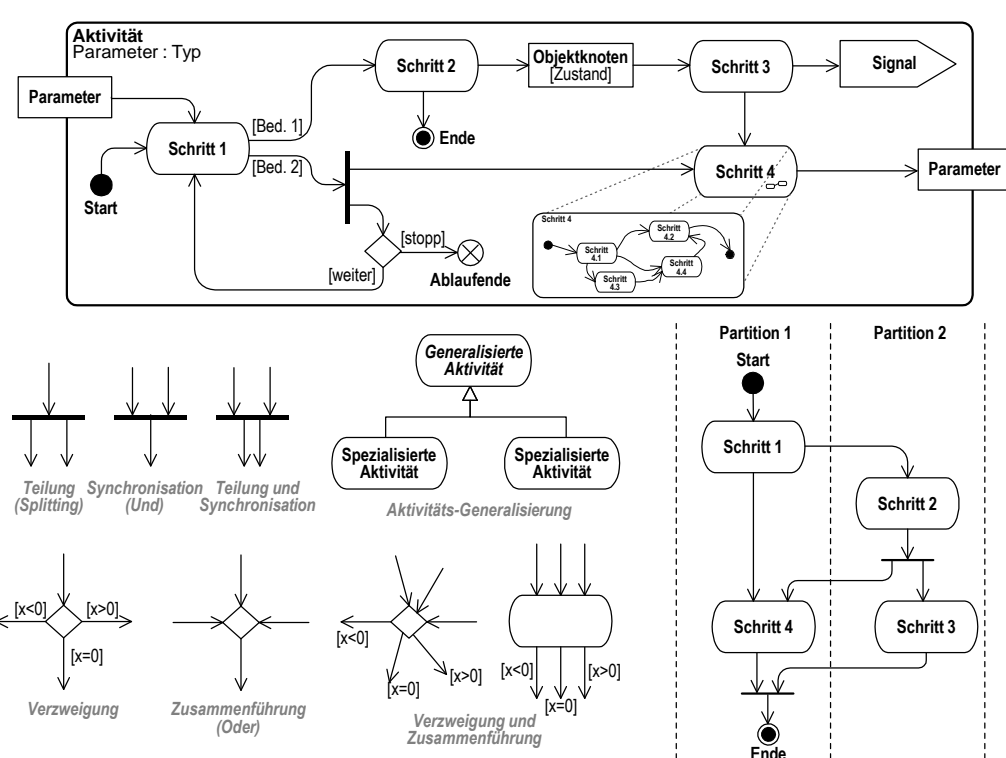 Aktivität
Parameter : Typ
Parameter
Schritt 1
Start
[Bed. 1]
[Bed. 2]
Schritt 2
Ende
Objektknoten
[Zustand]
Schritt 3
Signal
Schritt 4
Parameter
[stopp]
[weiter]
Ablaufende
Schritt 4
Schritt
4.1
Schritt
4.2
Schritt
4.3
Schritt
4.4
Teilung
(Splitting)
Synchronisation
(Und)
Teilung und
Synchronisation
Generalisierte
Aktivität
Spezialisierte
Aktivität
Spezialisierte
Aktivität
Aktivitäts-Generalisierung
[x<0]
[x>0]
[x=0]
Verzweigung
Zusammenführung
(Oder)
[x<0]
[x=0]
[x>0]
[x<0]
[x=0]
[x>0]
Verzweigung und
Zusammenführung
Partition 1
Partition 2
Start
Schritt 1
Schritt 2
Schritt 4
Schritt 3
Ende